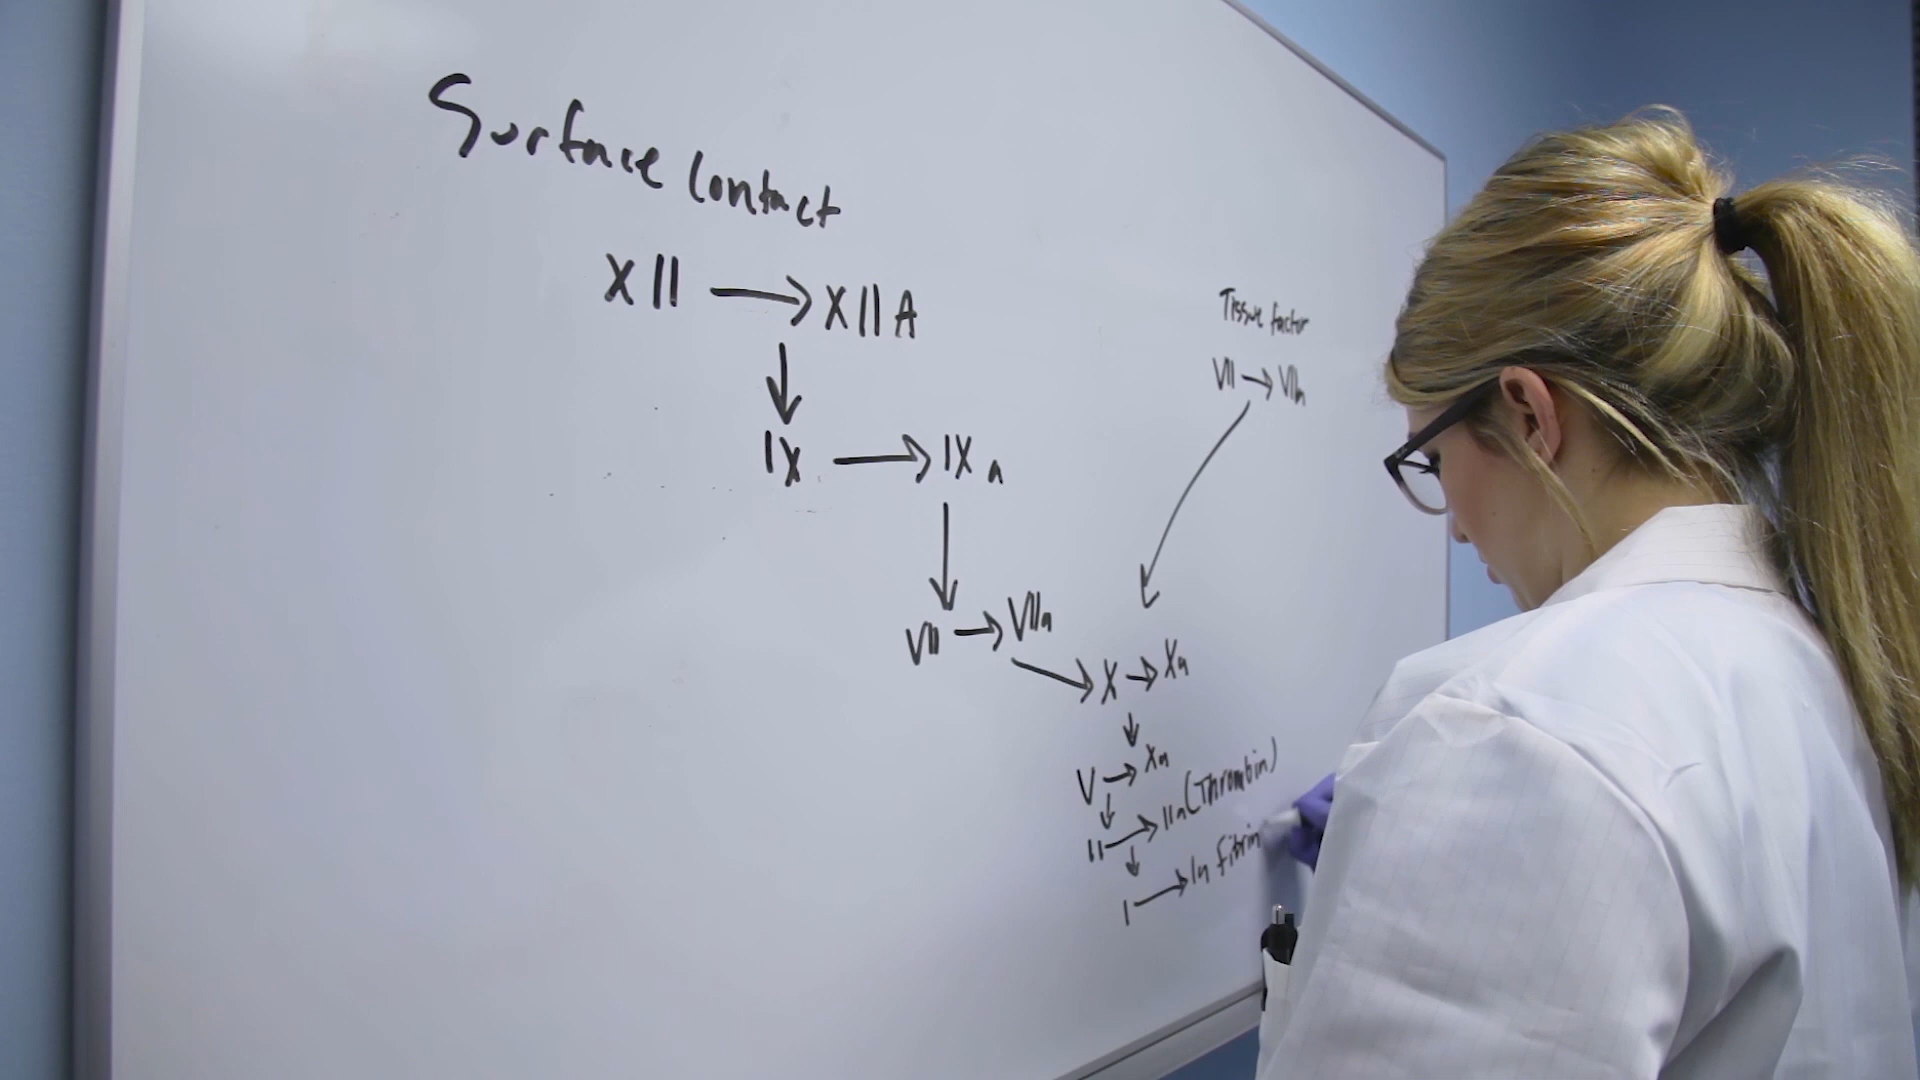 Surface Contact
XII → XIIA
Tissue factor
VII → VIIa
IX → IXa
VII → VIIa
X → Xa
V → Xa
II → IIa (Thrombin)
I → Ia fibrin